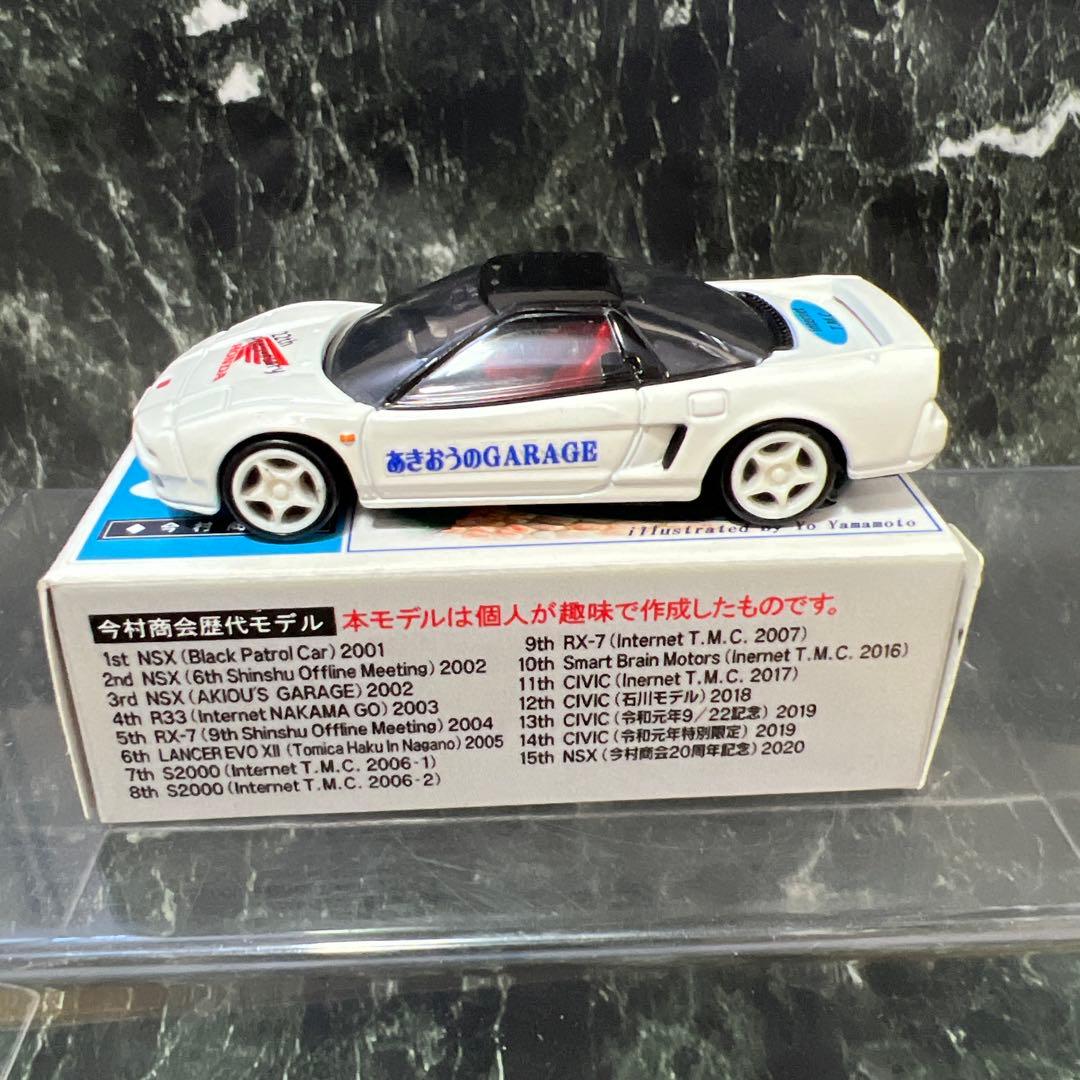 12th
HONDA
あきおうのGARAGE
T.M.C
◆今村商
illustrated by Yo Yamamoto
今村商会歴代モデル 本モデルは個人が趣味で作成したものです。
1st NSX (Black Patrol Car) 2001
2nd NSX (6th Shinshu Offline Meeting) 2002
3rd NSX (AKIOU'S GARAGE) 2002
4th R33 (Internet NAKAMA GO) 2003
5th RX-7 (9th Shinshu Offline Meeting) 2004
6th LANCER EVO XII (Tomica Haku In Nagano) 2005
7th S2000 (Internet T.M.C. 2006-1)
8th S2000 (Internet T.M.C. 2006-2)
9th RX-7 (Internet T.M.C. 2007)
10th Smart Brain Motors (Inernet T.M.C. 2016)
11th CIVIC (Inernet T.M.C. 2017)
12th CIVIC (石川モデル) 2018
13th CIVIC (令和元年9/22記念) 2019
14th CIVIC (令和元年特別限定) 2019
15th NSX (今村商会20周年記念) 2020